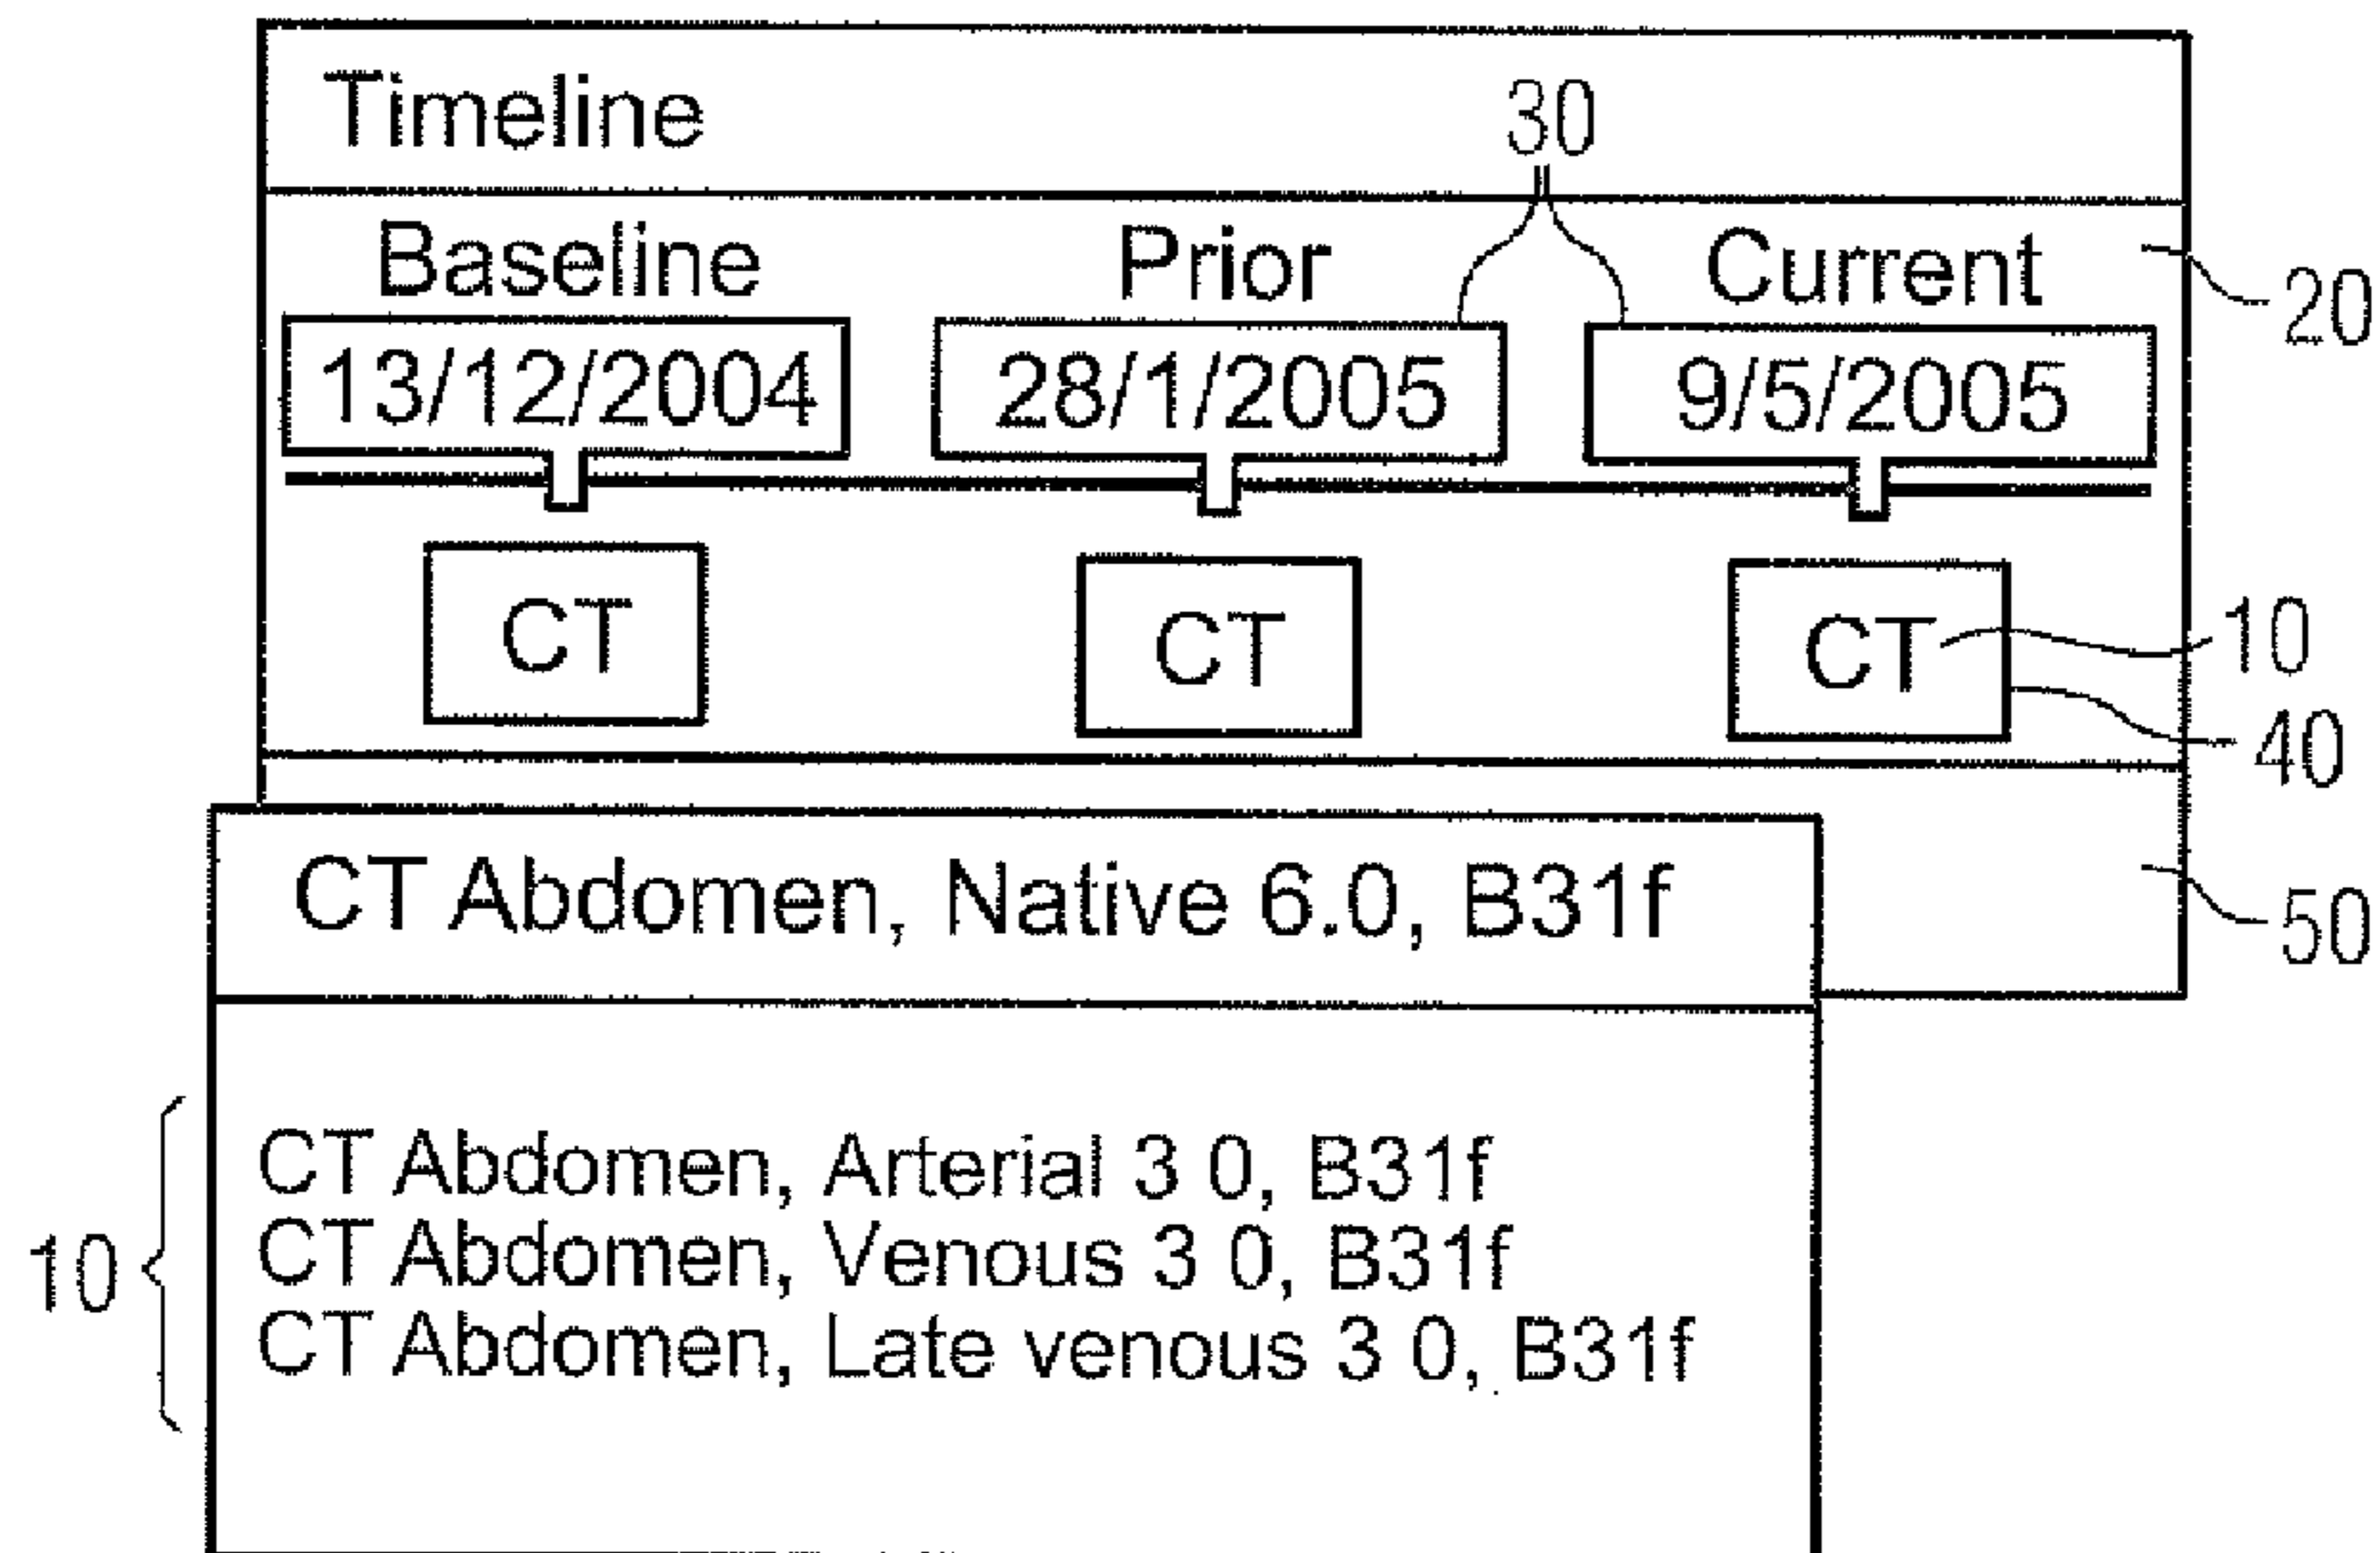 Timeline
30
Baseline Prior Current
20
13/12/2004 28/1/2005 9/5/2005
CT CT CT
10
40
CT Abdomen, Native 6.0, B31f
50
CT Abdomen, Arterial 3 0, B31f
10
CT Abdomen, Venous 3 0, B31f
CT Abdomen, Late venous 3 0, B31f